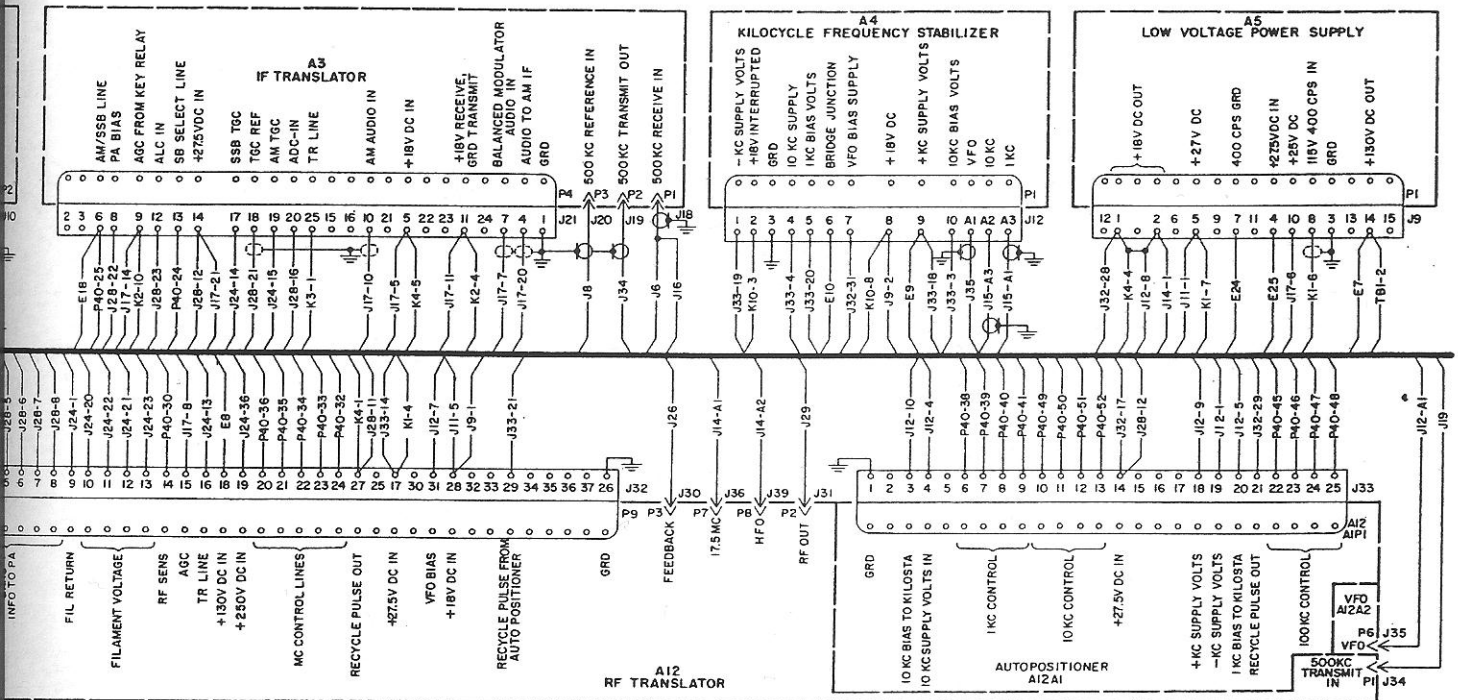 A3
IF TRANSLATOR
AM/SSB LINE
PA BIAS
AGC FROM KEY RELAY
ALC IN
SB SELECT LINE
+27.5VDC IN
SSB TGC
TGC REF
AM TGC
ADC-IN
TR LINE
AM AUDIO IN
+18V DC IN
+18V RECEIVE,
GRD TRANSMIT
BALANCED MODULATOR
AUDIO IN
AUDIO TO AM IF
GRD
500 KC REFERENCE IN
500KC TRANSMIT OUT
500KC RECEIVE IN
P4 P3 P2 P1
2 3 6 8 9 12 13 14 17 18 19 20 25 15 16 10 21 5 22 23 11 24 7 4 1
J21 J20 J19 J18
E18
P40-25
J28-22
J17-14
K2-10
J28-23
P40-24
J28-12
J17-21
J24-14
J28-21
J24-15
J28-16
K3-1
J17-10
J17-5
K4-5
J17-11
K2-4
J17-7
J17-20
J8
J34
J6
J16
A4
KILOCYCLE FREQUENCY STABILIZER
-KC SUPPLY VOLTS
+18V INTERRUPTED
GRD
10 KC SUPPLY
1KC BIAS VOLTS
BRIDGE JUNCTION
VFO BIAS SUPPLY
+18V DC
+KC SUPPLY VOLTS
10KC BIAS VOLTS
VFO
10KC
1KC
P1
1 2 3 4 5 6 7 8 9 10 A1 A2 A3
J12
J33-19
K10-3
J33-4
J33-20
E10-J
J32-31
K10-8
J9-2
E9
J33-18
J33-3
J35
J15-A3
J15-A1
A5
LOW VOLTAGE POWER SUPPLY
+18V DC OUT
+27V DC
400 CPS GRD
+27.5VDC IN
+25V DC
115V 400 CPS IN
GRD
+130V DC OUT
P1
12 1 2 6 5 9 7 11 4 10 8 3 13 14 15
J9
J32-28
K4-4
J12-8
J14-1
J11-1
K1-7
E24
E25
J17-6
K1-6
E7
TB1-2
P2
J10
J28-5
J28-6
J28-7
J28-8
J24-1
J24-20
J24-22
J24-21
J24-23
P40-30
J17-8
J24-13
E8
J24-36
P40-36
P40-35
P40-34
P40-33
P40-32
K4-1
J28-11
J33-14
K1-4
J12-7
J11-5
J9-1
J33-21
J26
J14-A1
J14-A2
J29
5 6 7 8 9 10 11 12 13 14 15 16 18 19 20 21 22 23 24 27 25 17 30 31 28 32 33 29 34 35 36 37 26
J32
P9
P3 J30
P7 J36
P8 J39
P2 J31
INFO TO PA
FIL RETURN
FILAMENT VOLTAGE
RF SENS
AGC
TR LINE
+130V DC IN
+250V DC IN
MC CONTROL LINES
RECYCLE PULSE OUT
+27.5V DC IN
VFO BIAS
+18V DC IN
RECYCLE PULSE FROM
AUTO POSITIONER
GRD
FEEDBACK
17.5 MC
HFO
RF OUT
A12
RF TRANSLATOR
J12-10
J12-4
P40-38
P40-39
P40-40
P40-41
P40-49
P40-50
P40-51
P40-52
J32-17
J28-12
J12-9
J12-1
J12-5
J32-29
P40-45
P40-46
P40-47
P40-48
J12-A1
J19
1 2 3 4 5 6 7 8 9 10 11 12 13 14 15 16 17 18 19 20 21 22 23 24 25
J33
A12
A1P1
GRD
10 KC BIAS TO KILOSTA
10 KC SUPPLY VOLTS IN
1KC CONTROL
10KC CONTROL
+27.5V DC IN
+KC SUPPLY VOLTS
-KC SUPPLY VOLTS
1 KC BIAS TO KILOSTA
RECYCLE PULSE OUT
100KC CONTROL
AUTOPOSITIONER
A12A1
VFO
A12A2
P6 J35
VFO
500KC
TRANSMIT
IN
P1 J34